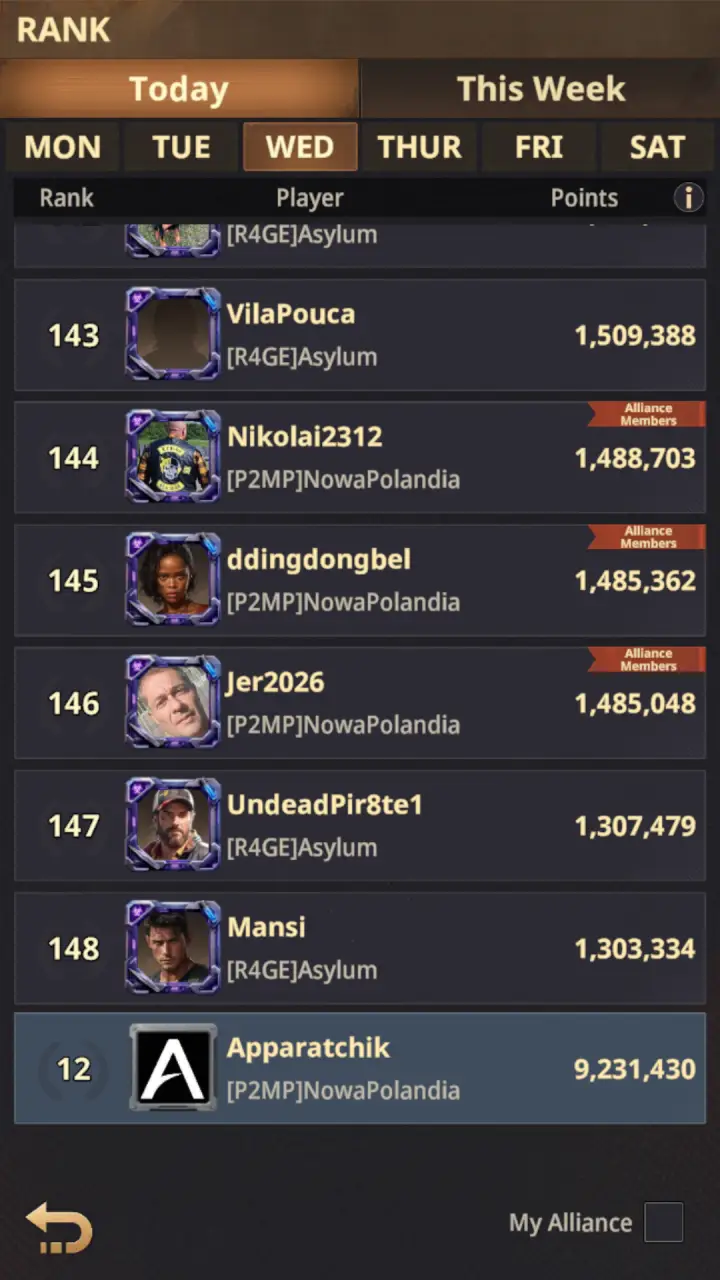 RANK
Today
This Week
MON TUE WED THUR FRI SAT
Rank Player Points
[R4GE]Asylum
143 VilaPouca 1,509,388
[R4GE]Asylum
Alliance Members
144 Nikolai2312 1,488,703
[P2MP]NowaPolandia
Alliance Members
145 ddingdongbel 1,485,362
[P2MP]NowaPolandia
Alliance Members
146 Jer2026 1,485,048
[P2MP]NowaPolandia
147 UndeadPir8te1 1,307,479
[R4GE]Asylum
148 Mansi 1,303,334
[R4GE]Asylum
12 Apparatchik 9,231,430
[P2MP]NowaPolandia
My Alliance